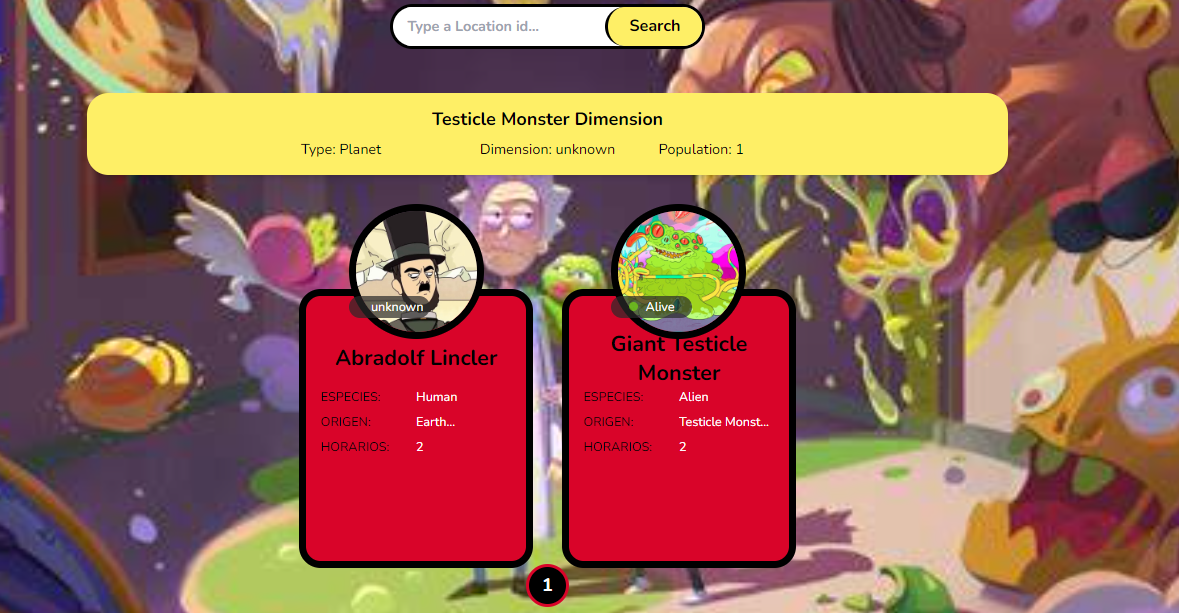 Type a Location id...
Search
Testicle Monster Dimension
Type: Planet Dimension: unknown Population: 1
unknown
Abradolf Lincler
ESPECIES: Human
ORIGEN: Earth...
HORARIOS: 2
Alive
Giant Testicle
Monster
ESPECIES: Alien
ORIGEN: Testicle Monst...
HORARIOS: 2
1